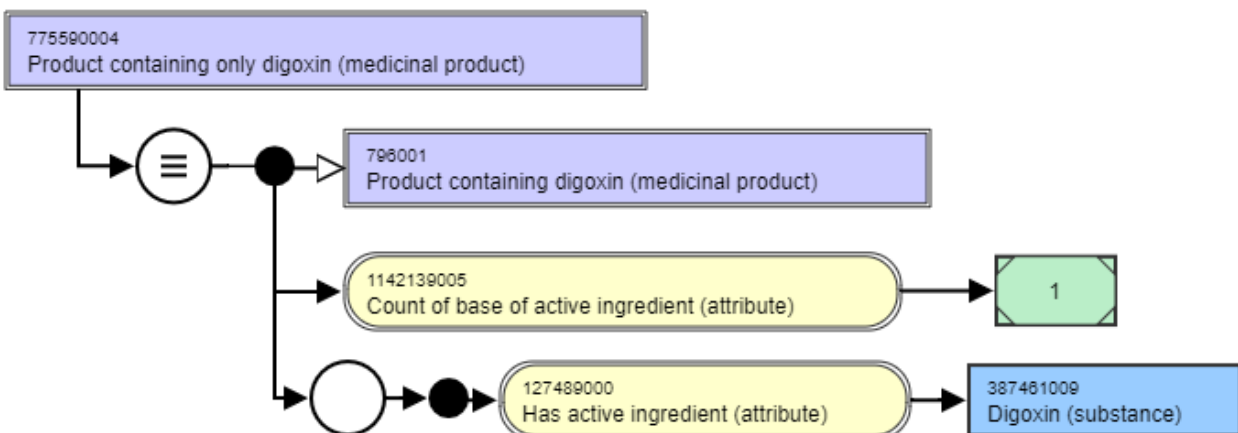 775590004
Product containing only digoxin (medicinal product)
796001
Product containing digoxin (medicinal product)
1142139005
Count of base of active ingredient (attribute)
1
127489000
Has active ingredient (attribute)
387461009
Digoxin (substance)